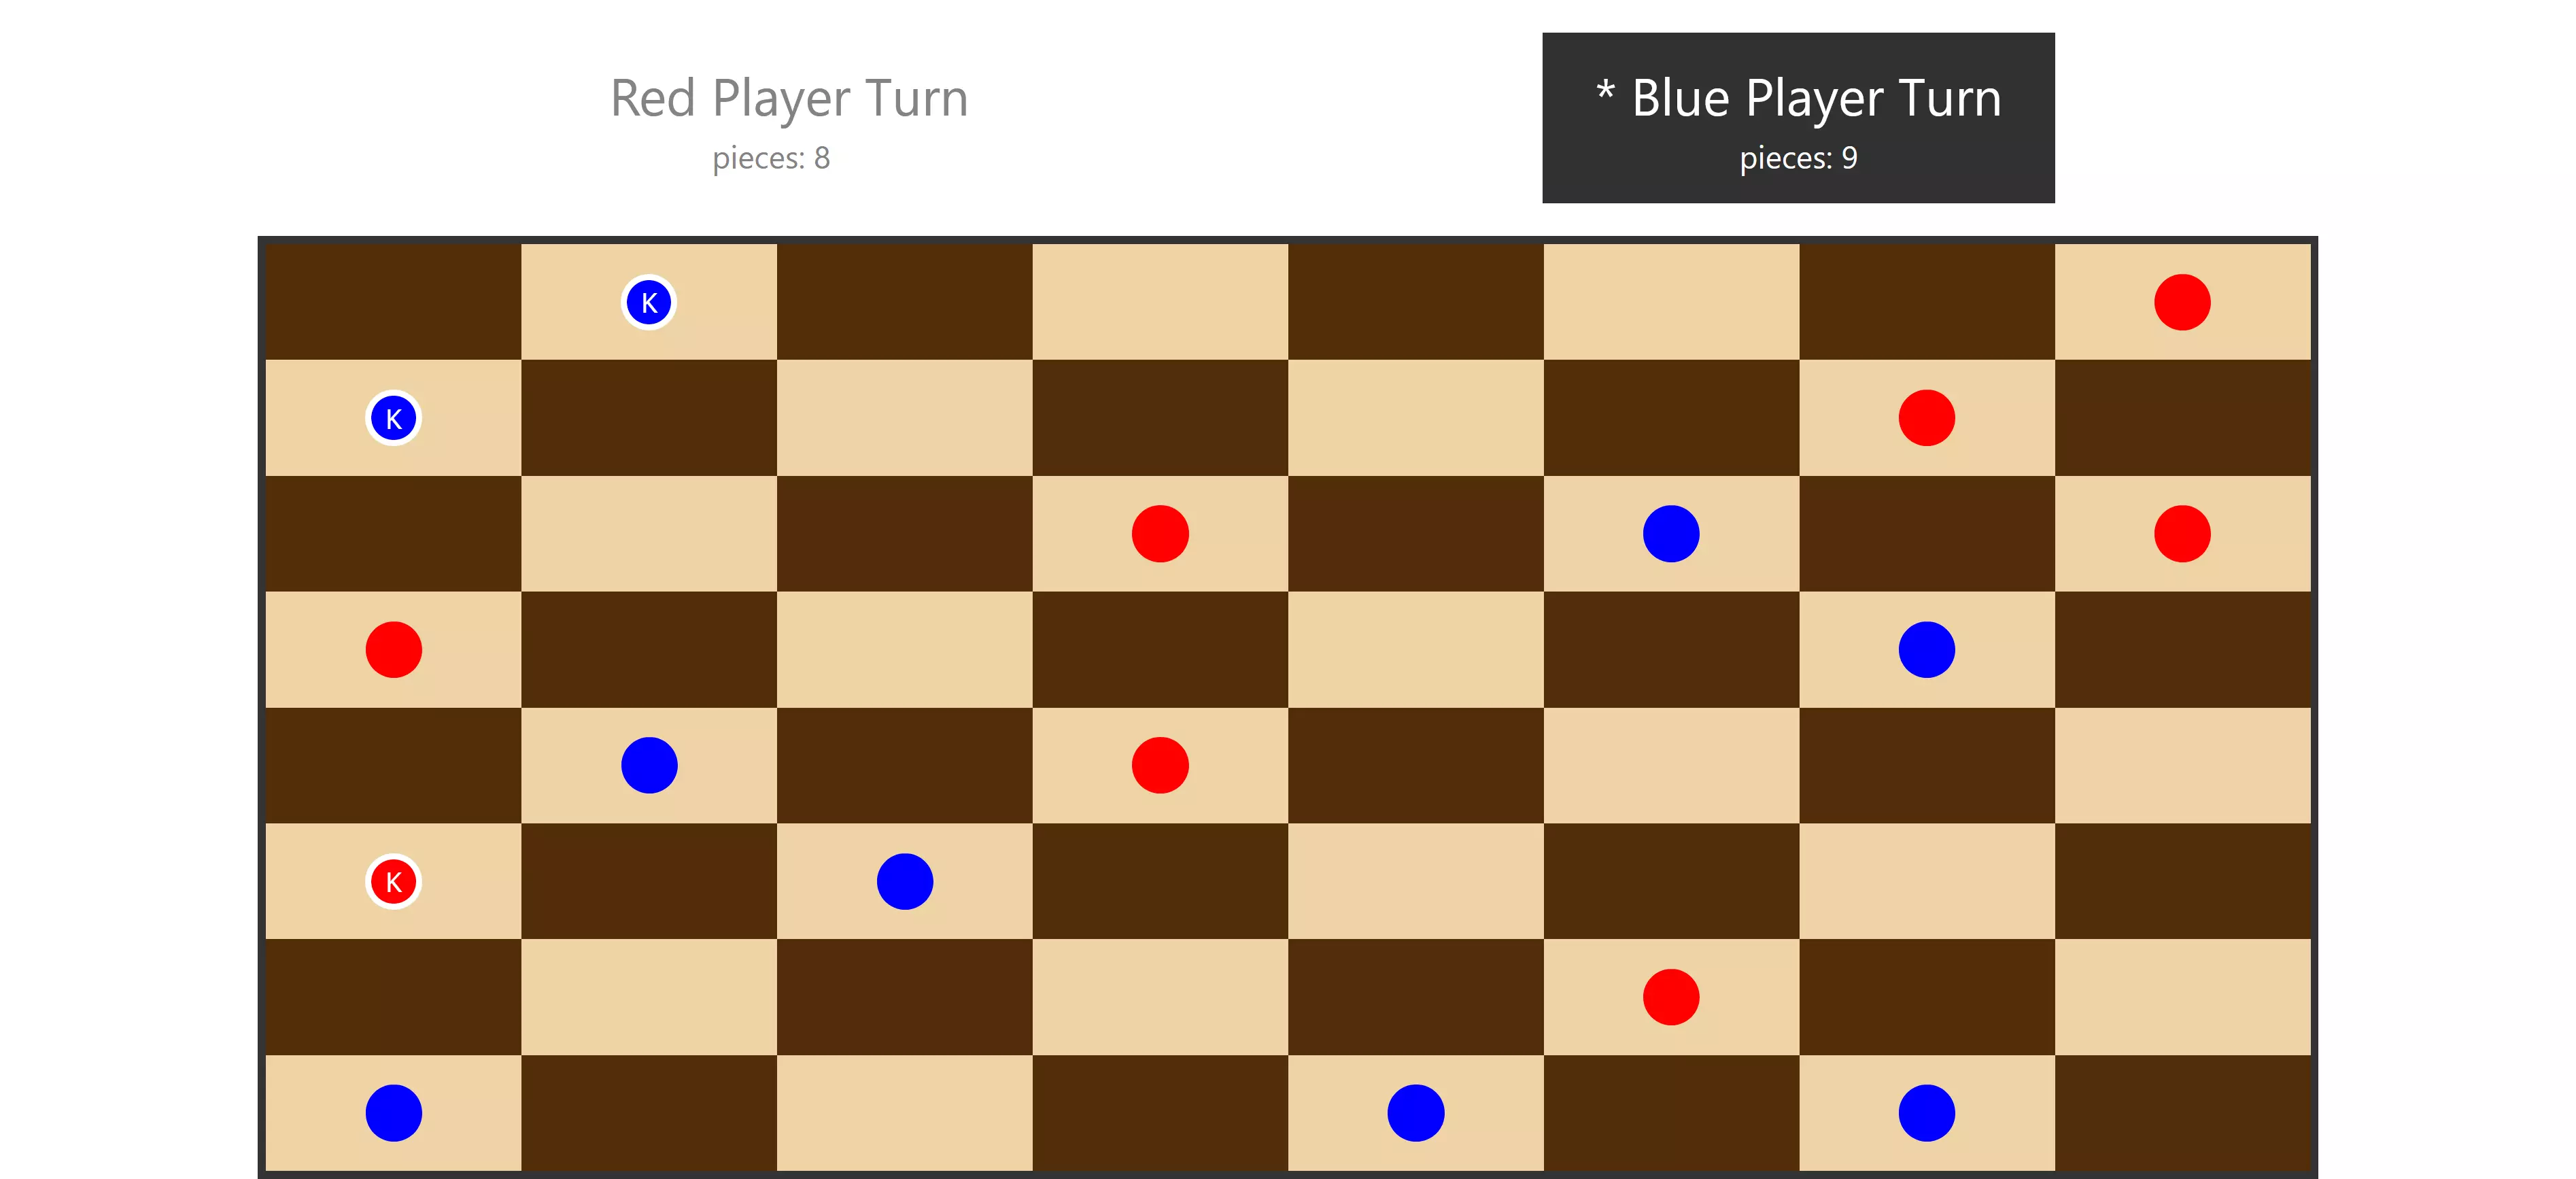 Red Player Turn
pieces: 8
* Blue Player Turn
pieces: 9
K
K
K